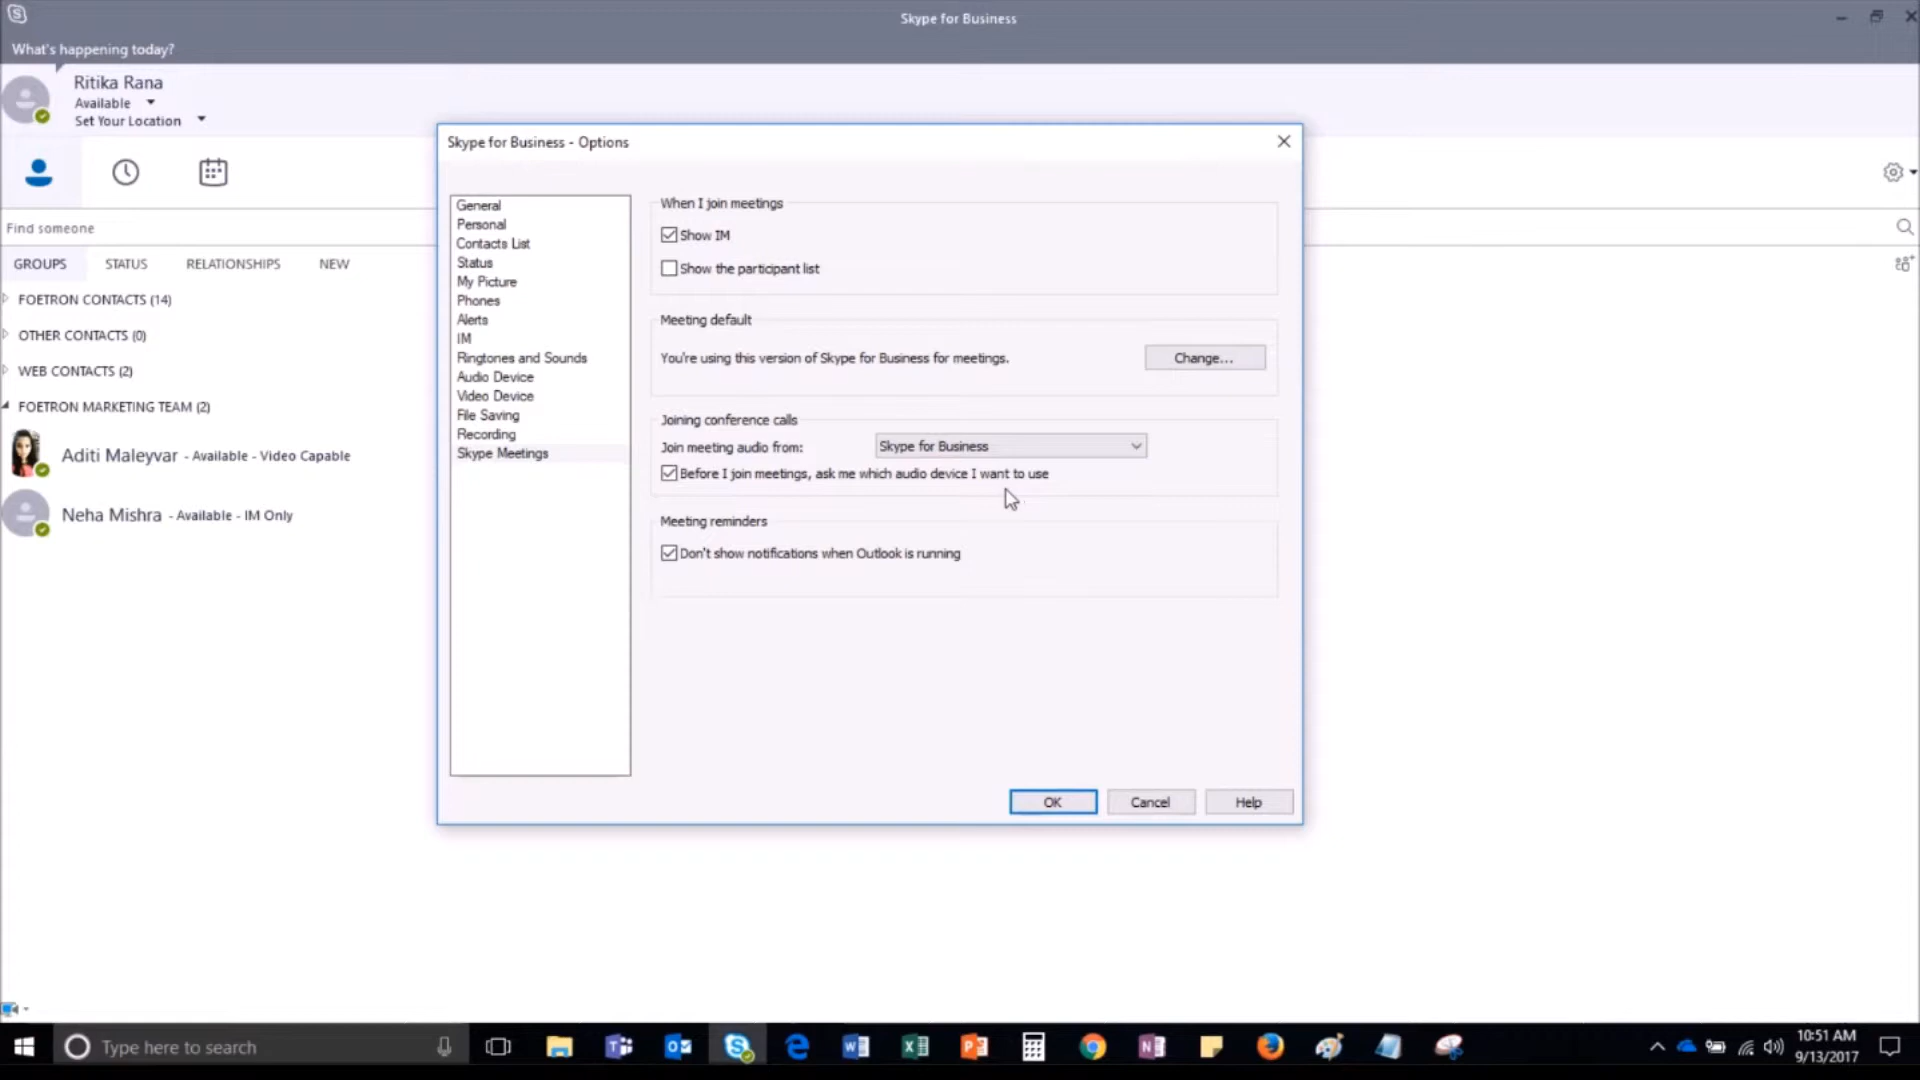 Skype for Business
What's happening today?
Ritika Rana
Available
Set Your Location
Find someone
GROUPS STATUS RELATIONSHIPS NEW
FOETRON CONTACTS (14)
OTHER CONTACTS (0)
WEB CONTACTS (2)
FOETRON MARKETING TEAM (2)
Aditi Maleyvar - Available - Video Capable
Neha Mishra - Available - IM Only
Skype for Business - Options
General
Personal
Contacts List
Status
My Picture
Phones
Alerts
IM
Ringtones and Sounds
Audio Device
Video Device
File Saving
Recording
Skype Meetings
When I join meetings
Show IM
Show the participant list
Meeting default
You're using this version of Skype for Business for meetings. Change...
Joining conference calls
Join meeting audio from: Skype for Business
Before I join meetings, ask me which audio device I want to use
Meeting reminders
Don't show notifications when Outlook is running
OK Cancel Help
Type here to search
10:51 AM
9/13/2017